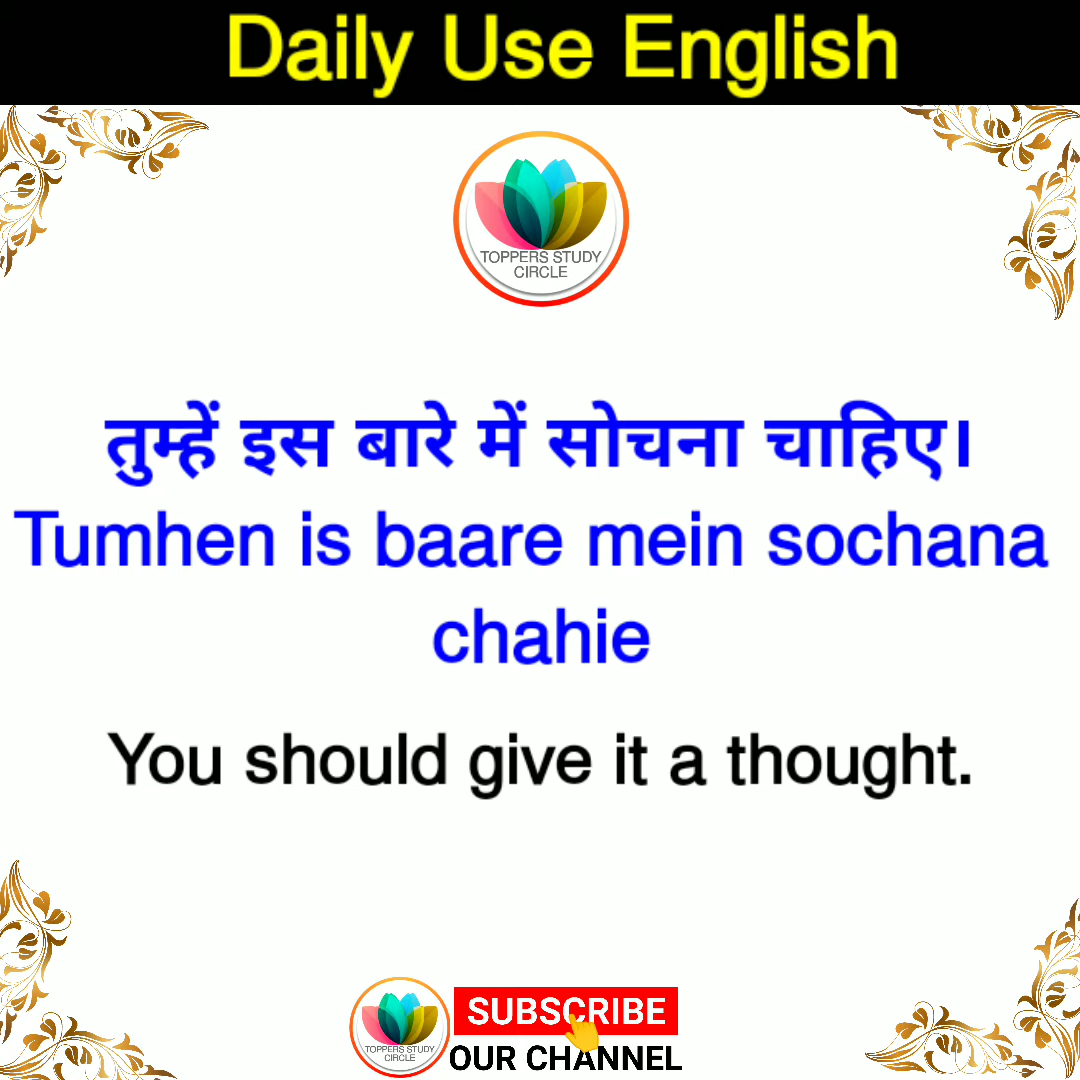 Daily Use English
TOPPERS STUDY
CIRCLE
तुम्हें इस बारे में सोचना चाहिए।
Tumhen is baare mein sochana
chahie
You should give it a thought.
TOPPERS STUDY
CIRCLE
SUBSCRIBE
OUR CHANNEL